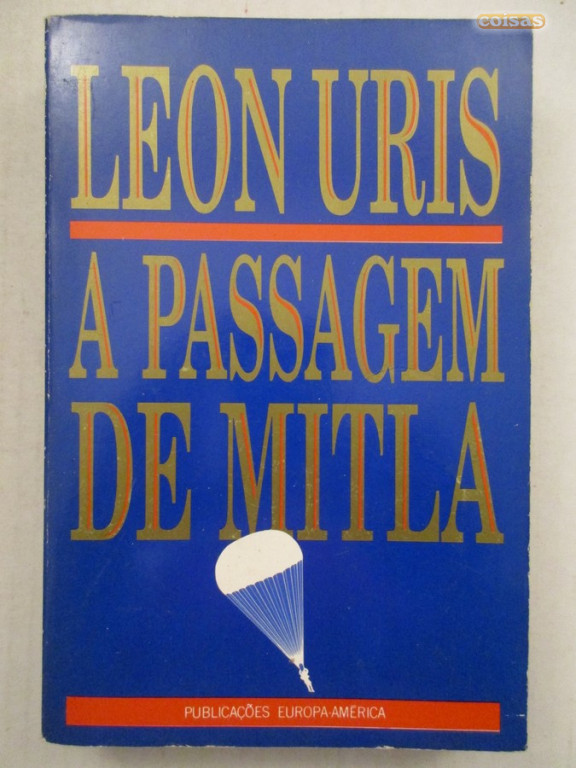 coisas
LEON URIS
A PASSAGEM
DE MITLA
PUBLICAÇÕES EUROPA-AMÉRICA